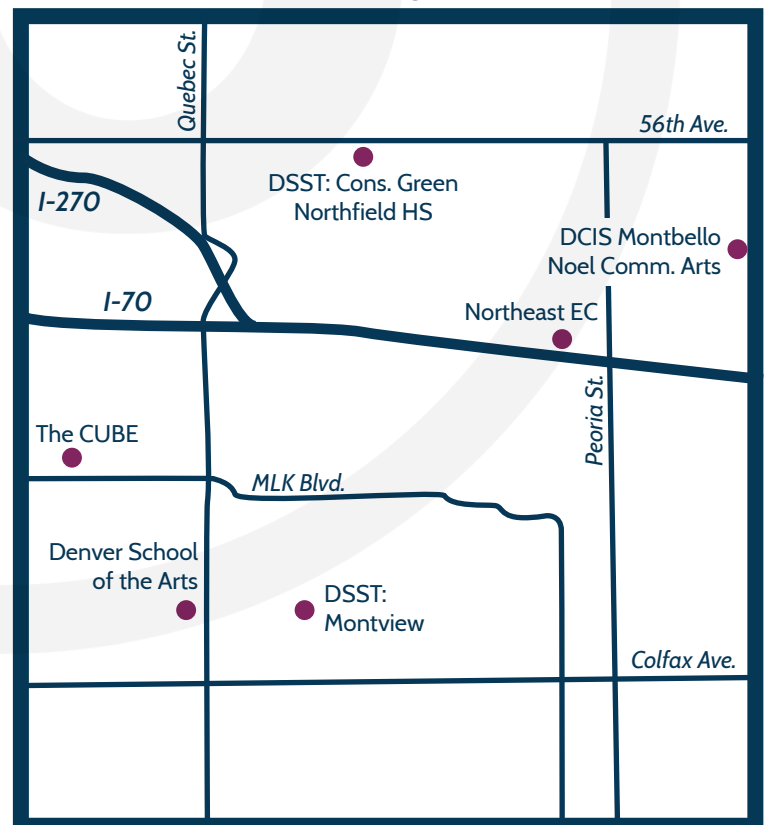 Quebec St.
56th Ave.
DSST: Cons. Green
Northfield HS
I-270
DCIS Montbello
Noel Comm. Arts
I-70
Northeast EC
Peoria St.
The CUBE
MLK Blvd.
Denver School
of the Arts
DSST:
Montview
Colfax Ave.